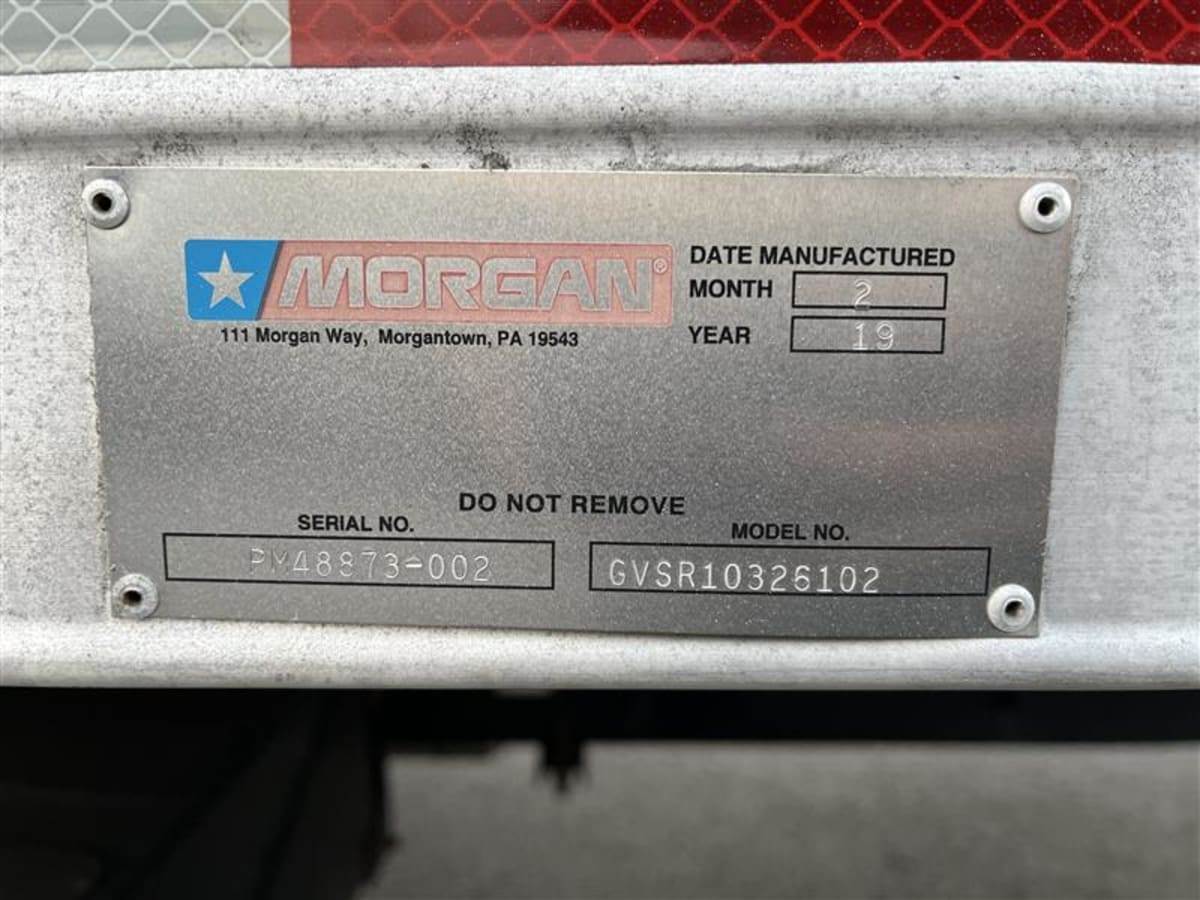 MORGAN®
111 Morgan Way, Morgantown, PA 19543
DATE MANUFACTURED
MONTH 2
YEAR 19
DO NOT REMOVE
SERIAL NO.
PM48873-002
MODEL NO.
GVSR10326102